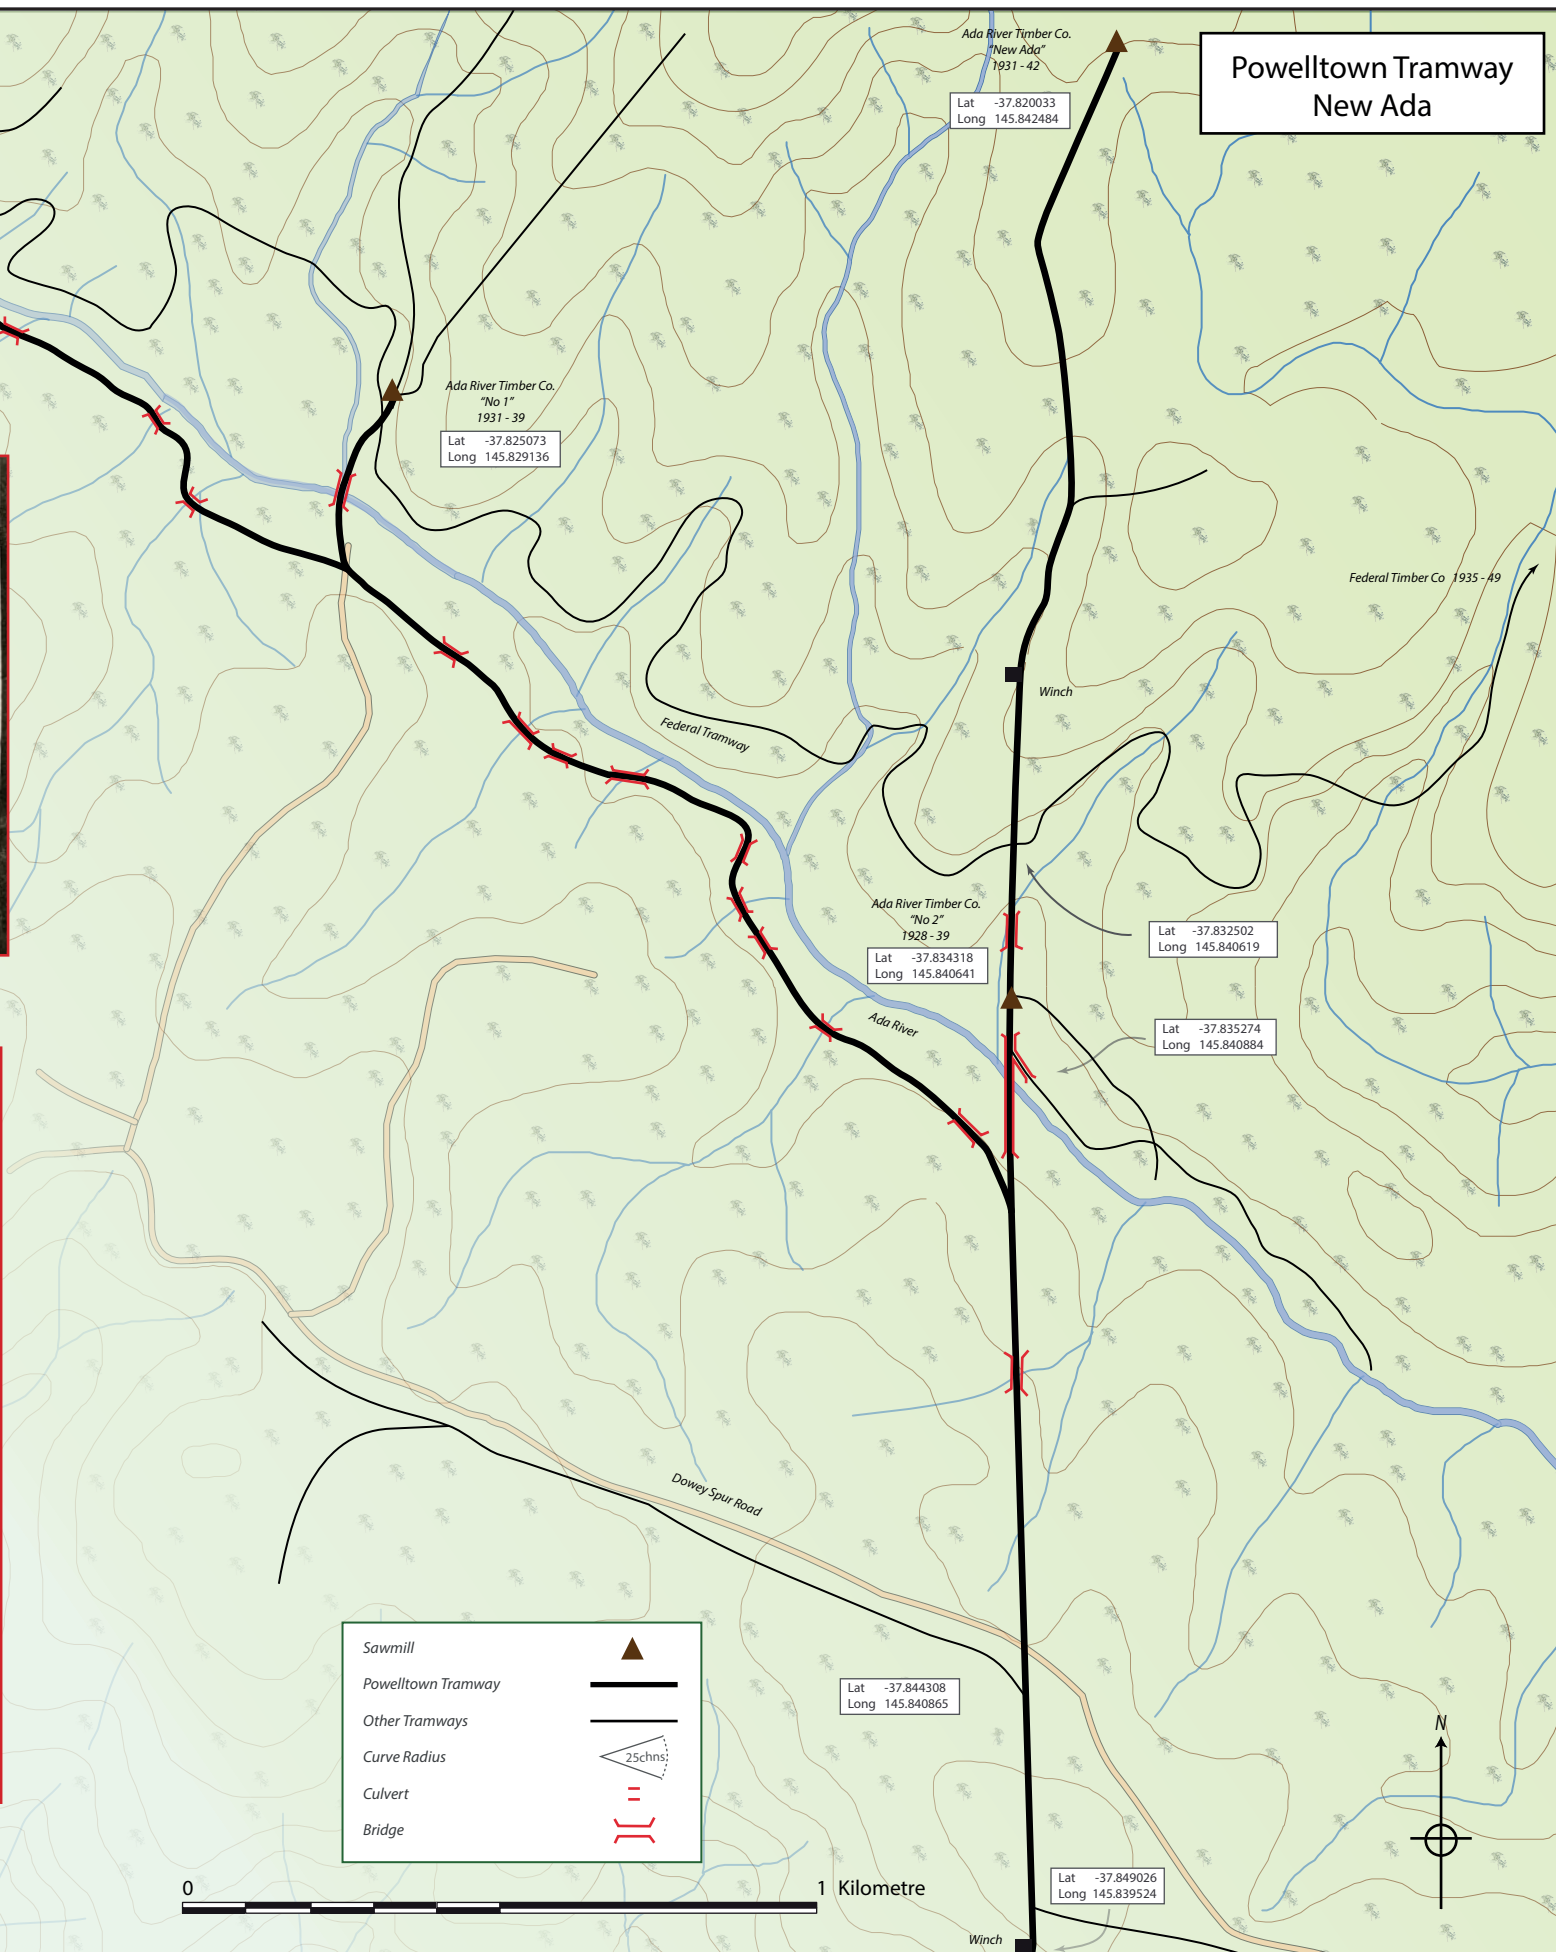 Powelltown Tramway
New Ada
Ada River Timber Co.
"New Ada"
1931 - 42
Lat -37.820033
Long 145.842484
Ada River Timber Co.
"No 1"
1931 - 39
Lat -37.825073
Long 145.829136
Federal Timber Co 1935 - 49
Winch
Federal Tramway
Ada River Timber Co.
"No 2"
1928 - 39
Lat -37.834318
Long 145.840641
Lat -37.832502
Long 145.840619
Ada River
Lat -37.835274
Long 145.840884
Dowey Spur Road
Sawmill
Powelltown Tramway
Other Tramways
Curve Radius 25chns
Culvert
Bridge
Lat -37.844308
Long 145.840865
N
0 1 Kilometre
Lat -37.849026
Long 145.839524
Winch